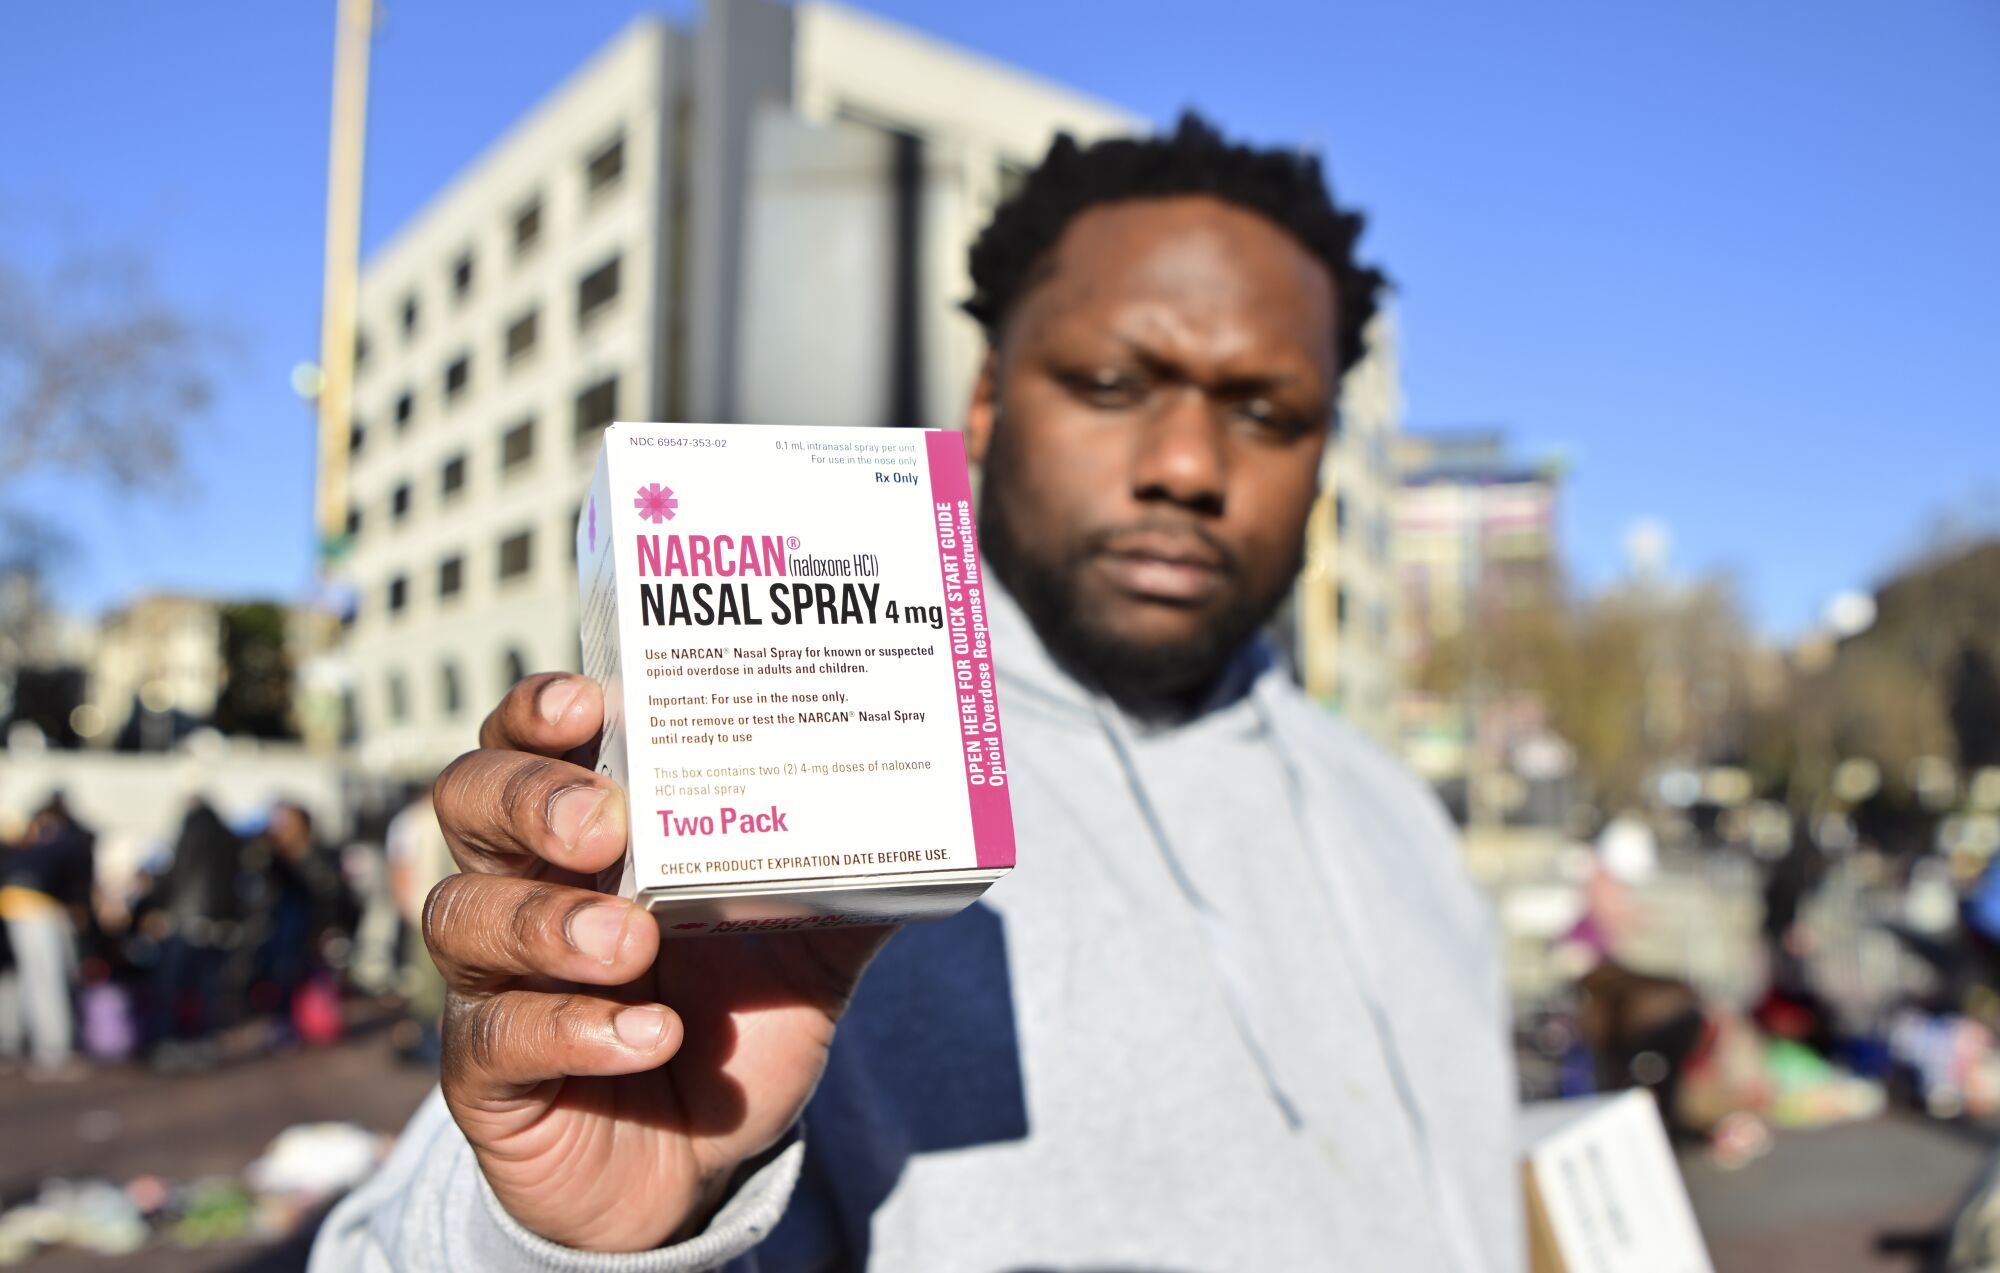 NDC 69547-353-02
0.1 mL intranasal spray per unit
For use in the nose only
Rx Only
NARCAN® (naloxone HCl)
NASAL SPRAY 4 mg
Use NARCAN® Nasal Spray for known or suspected
opioid overdose in adults and children.
Important: For use in the nose only.
Do not remove or test the NARCAN® Nasal Spray
until ready to use
This box contains two (2) 4-mg doses of naloxone
HCl nasal spray
Two Pack
CHECK PRODUCT EXPIRATION DATE BEFORE USE.
OPEN HERE FOR QUICK START GUIDE
Opioid Overdose Response Instructions
NARCAN
NASAL SPRAY